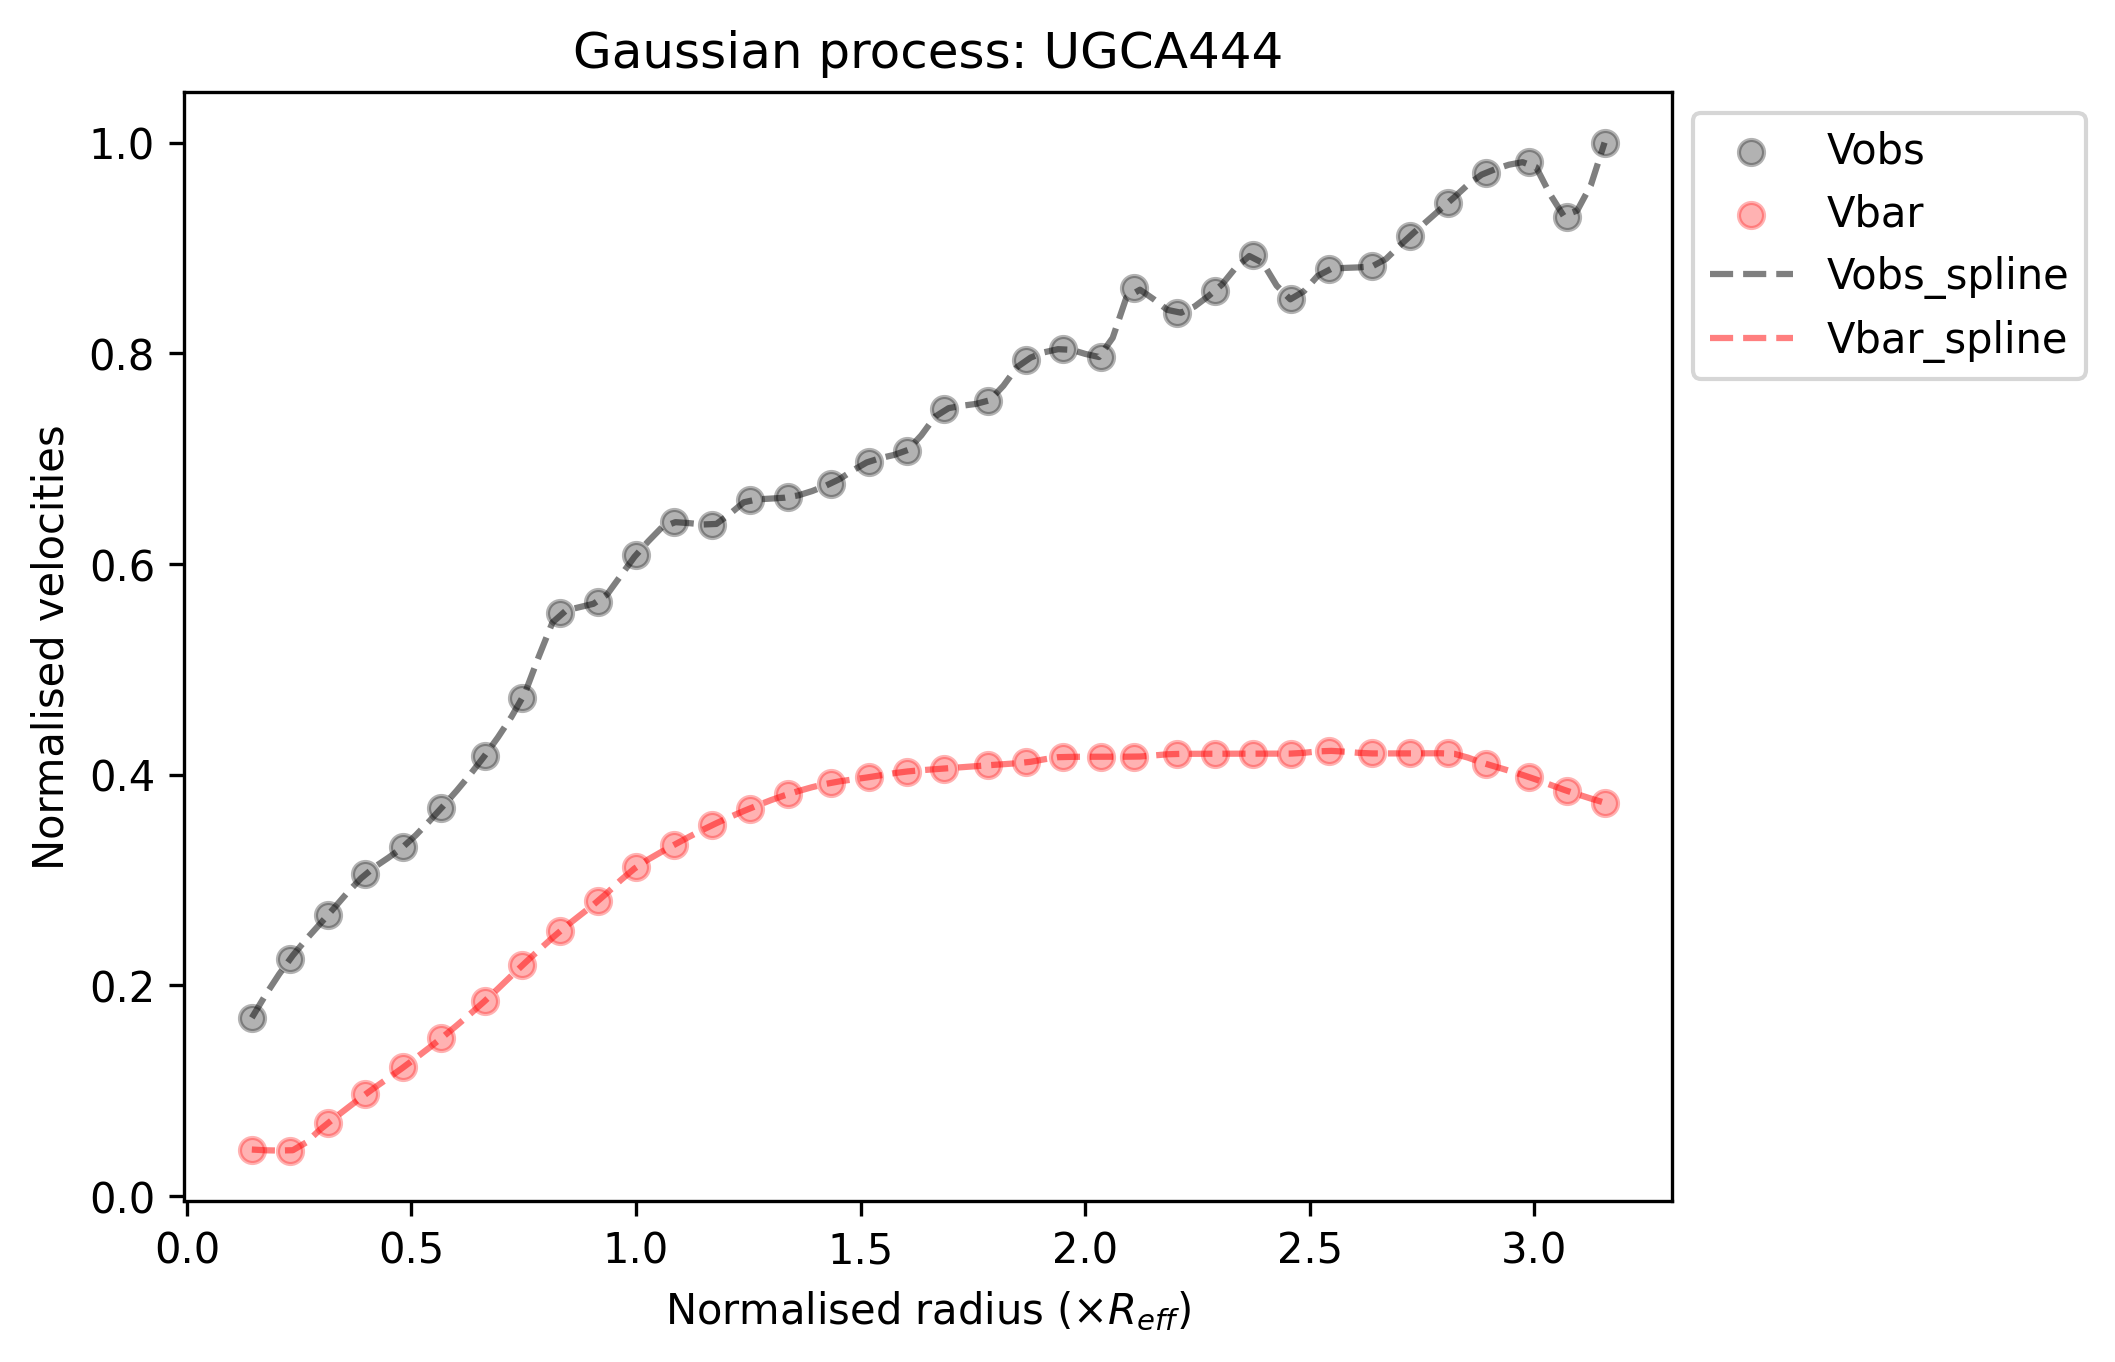 Gaussian process: UGCA444
1.0
0.8
0.6
0.4
0.2
0.0
Normalised velocities
0.0 0.5 1.0 1.5 2.0 2.5 3.0
Normalised radius (×R_eff)
Vobs
Vbar
Vobs_spline
Vbar_spline